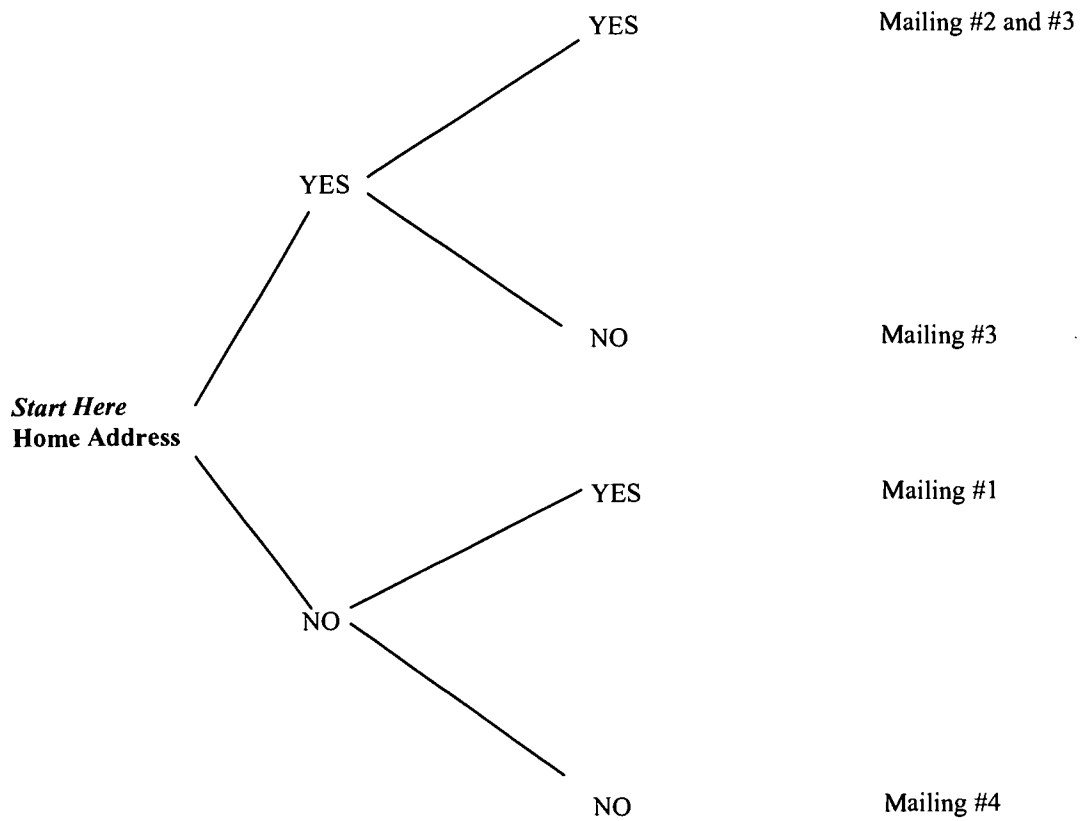 YES Mailing #2 and #3
YES
NO Mailing #3
Start Here
Home Address
YES Mailing #1
NO
NO Mailing #4